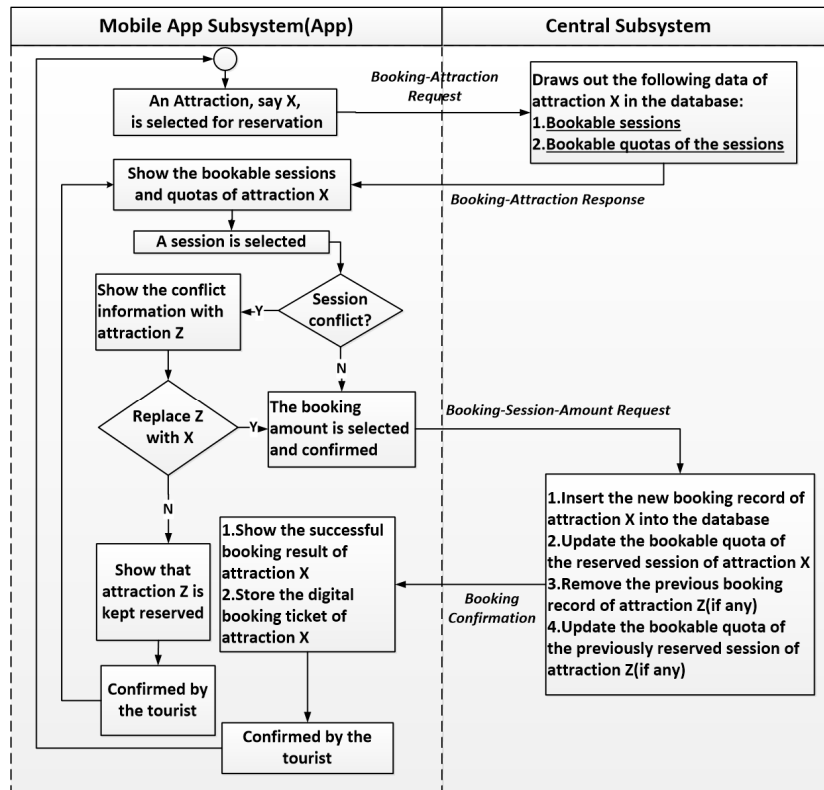 Mobile App Subsystem(App)
Central Subsystem
Booking-Attraction
Request
An Attraction, say X,
is selected for reservation
Draws out the following data of
attraction X in the database:
1.Bookable sessions
2.Bookable quotas of the sessions
Show the bookable sessions
and quotas of attraction X
Booking-Attraction Response
A session is selected
Show the conflict
information with
attraction Z
Y
Session
conflict?
N
Replace Z
with X
Y
The booking
amount is selected
and confirmed
Booking-Session-Amount Request
N
1.Insert the new booking record of
attraction X into the database
2.Update the bookable quota of
the reserved session of attraction X
3.Remove the previous booking
record of attraction Z(if any)
4.Update the bookable quota of
the previously reserved session of
attraction Z(if any)
1.Show the successful
booking result of
attraction X
2.Store the digital
booking ticket of
attraction X
Booking
Confirmation
Show that
attraction Z is
kept reserved
Confirmed by
the tourist
Confirmed by the
tourist